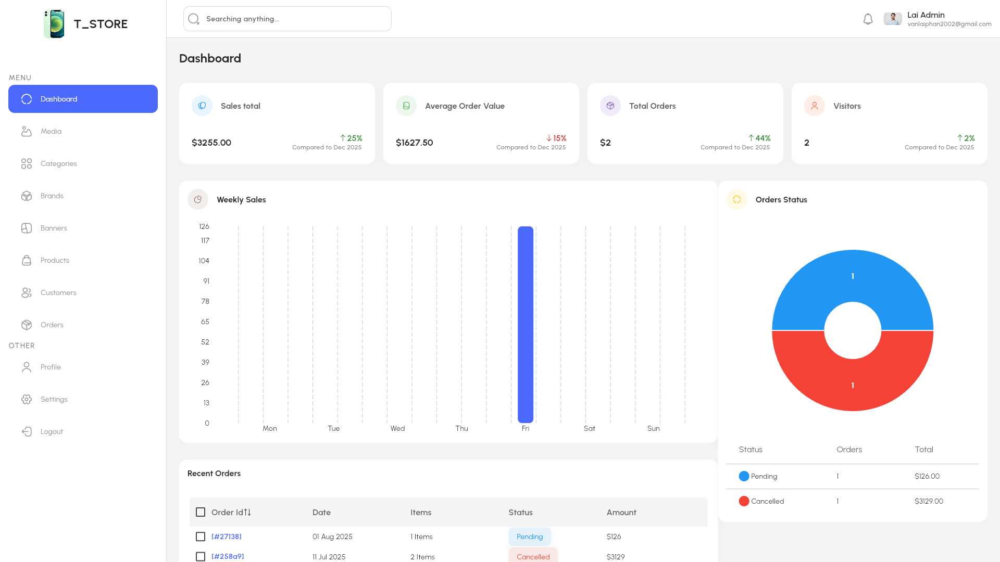 T_STORE
Searching anything...
Lai Admin
vanlaiphan2002@gmail.com
MENU
Dashboard
Media
Categories
Brands
Banners
Products
Customers
Orders
OTHER
Profile
Settings
Logout
Dashboard
Sales total
$3255.00
25%
Compared to Dec 2025
Average Order Value
$1627.50
15%
Compared to Dec 2025
Total Orders
$2
44%
Compared to Dec 2025
Visitors
2
2%
Compared to Dec 2025
Weekly Sales
126
117
104
91
78
65
52
39
26
13
0
Mon Tue Wed Thu Fri Sat Sun
Orders Status
1
1
Status Orders Total
Pending 1 $126.00
Cancelled 1 $3129.00
Recent Orders
Order Id Date Items Status Amount
[#27138] 01 Aug 2025 1 Items Pending $126
[#258a9] 11 Jul 2025 2 Items Cancelled $3129